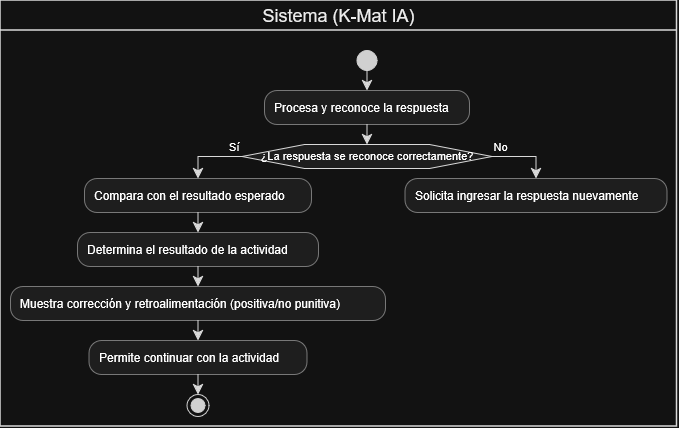 Sistema (K-Mat IA)
Procesa y reconoce la respuesta
¿La respuesta se reconoce correctamente?
Sí
No
Compara con el resultado esperado
Solicita ingresar la respuesta nuevamente
Determina el resultado de la actividad
Muestra corrección y retroalimentación (positiva/no punitiva)
Permite continuar con la actividad